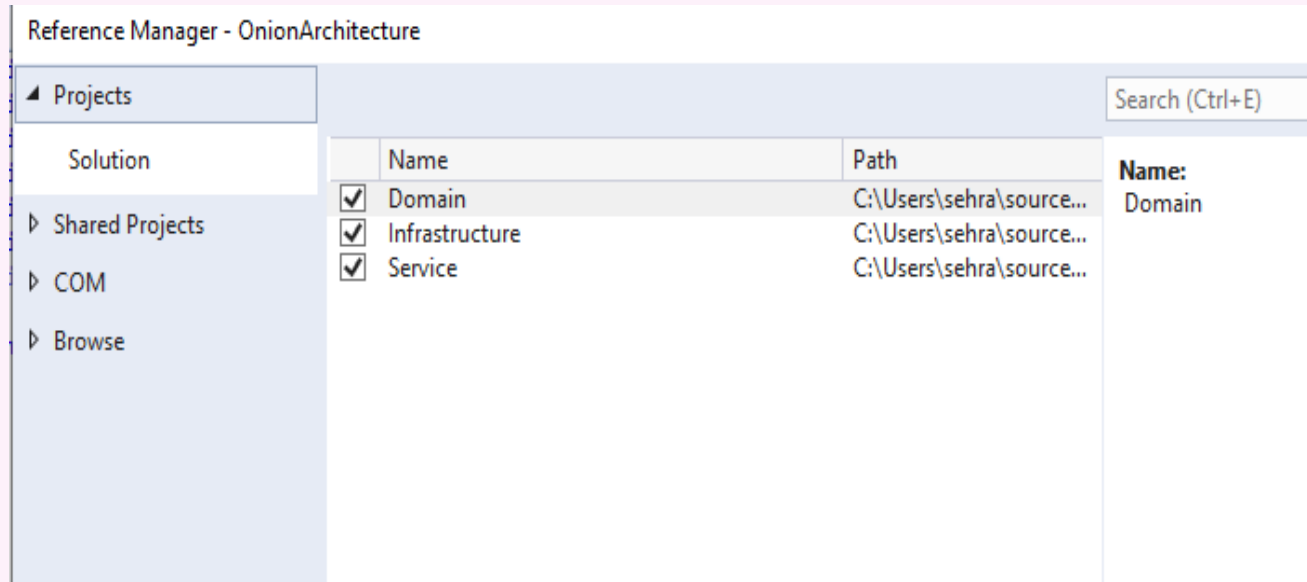 Reference Manager - OnionArchitecture
Projects
Search (Ctrl+E)
Solution
Name Path
Name:
Domain C:\Users\sehra\source...
Domain
Shared Projects
Infrastructure C:\Users\sehra\source...
Service C:\Users\sehra\source...
COM
Browse